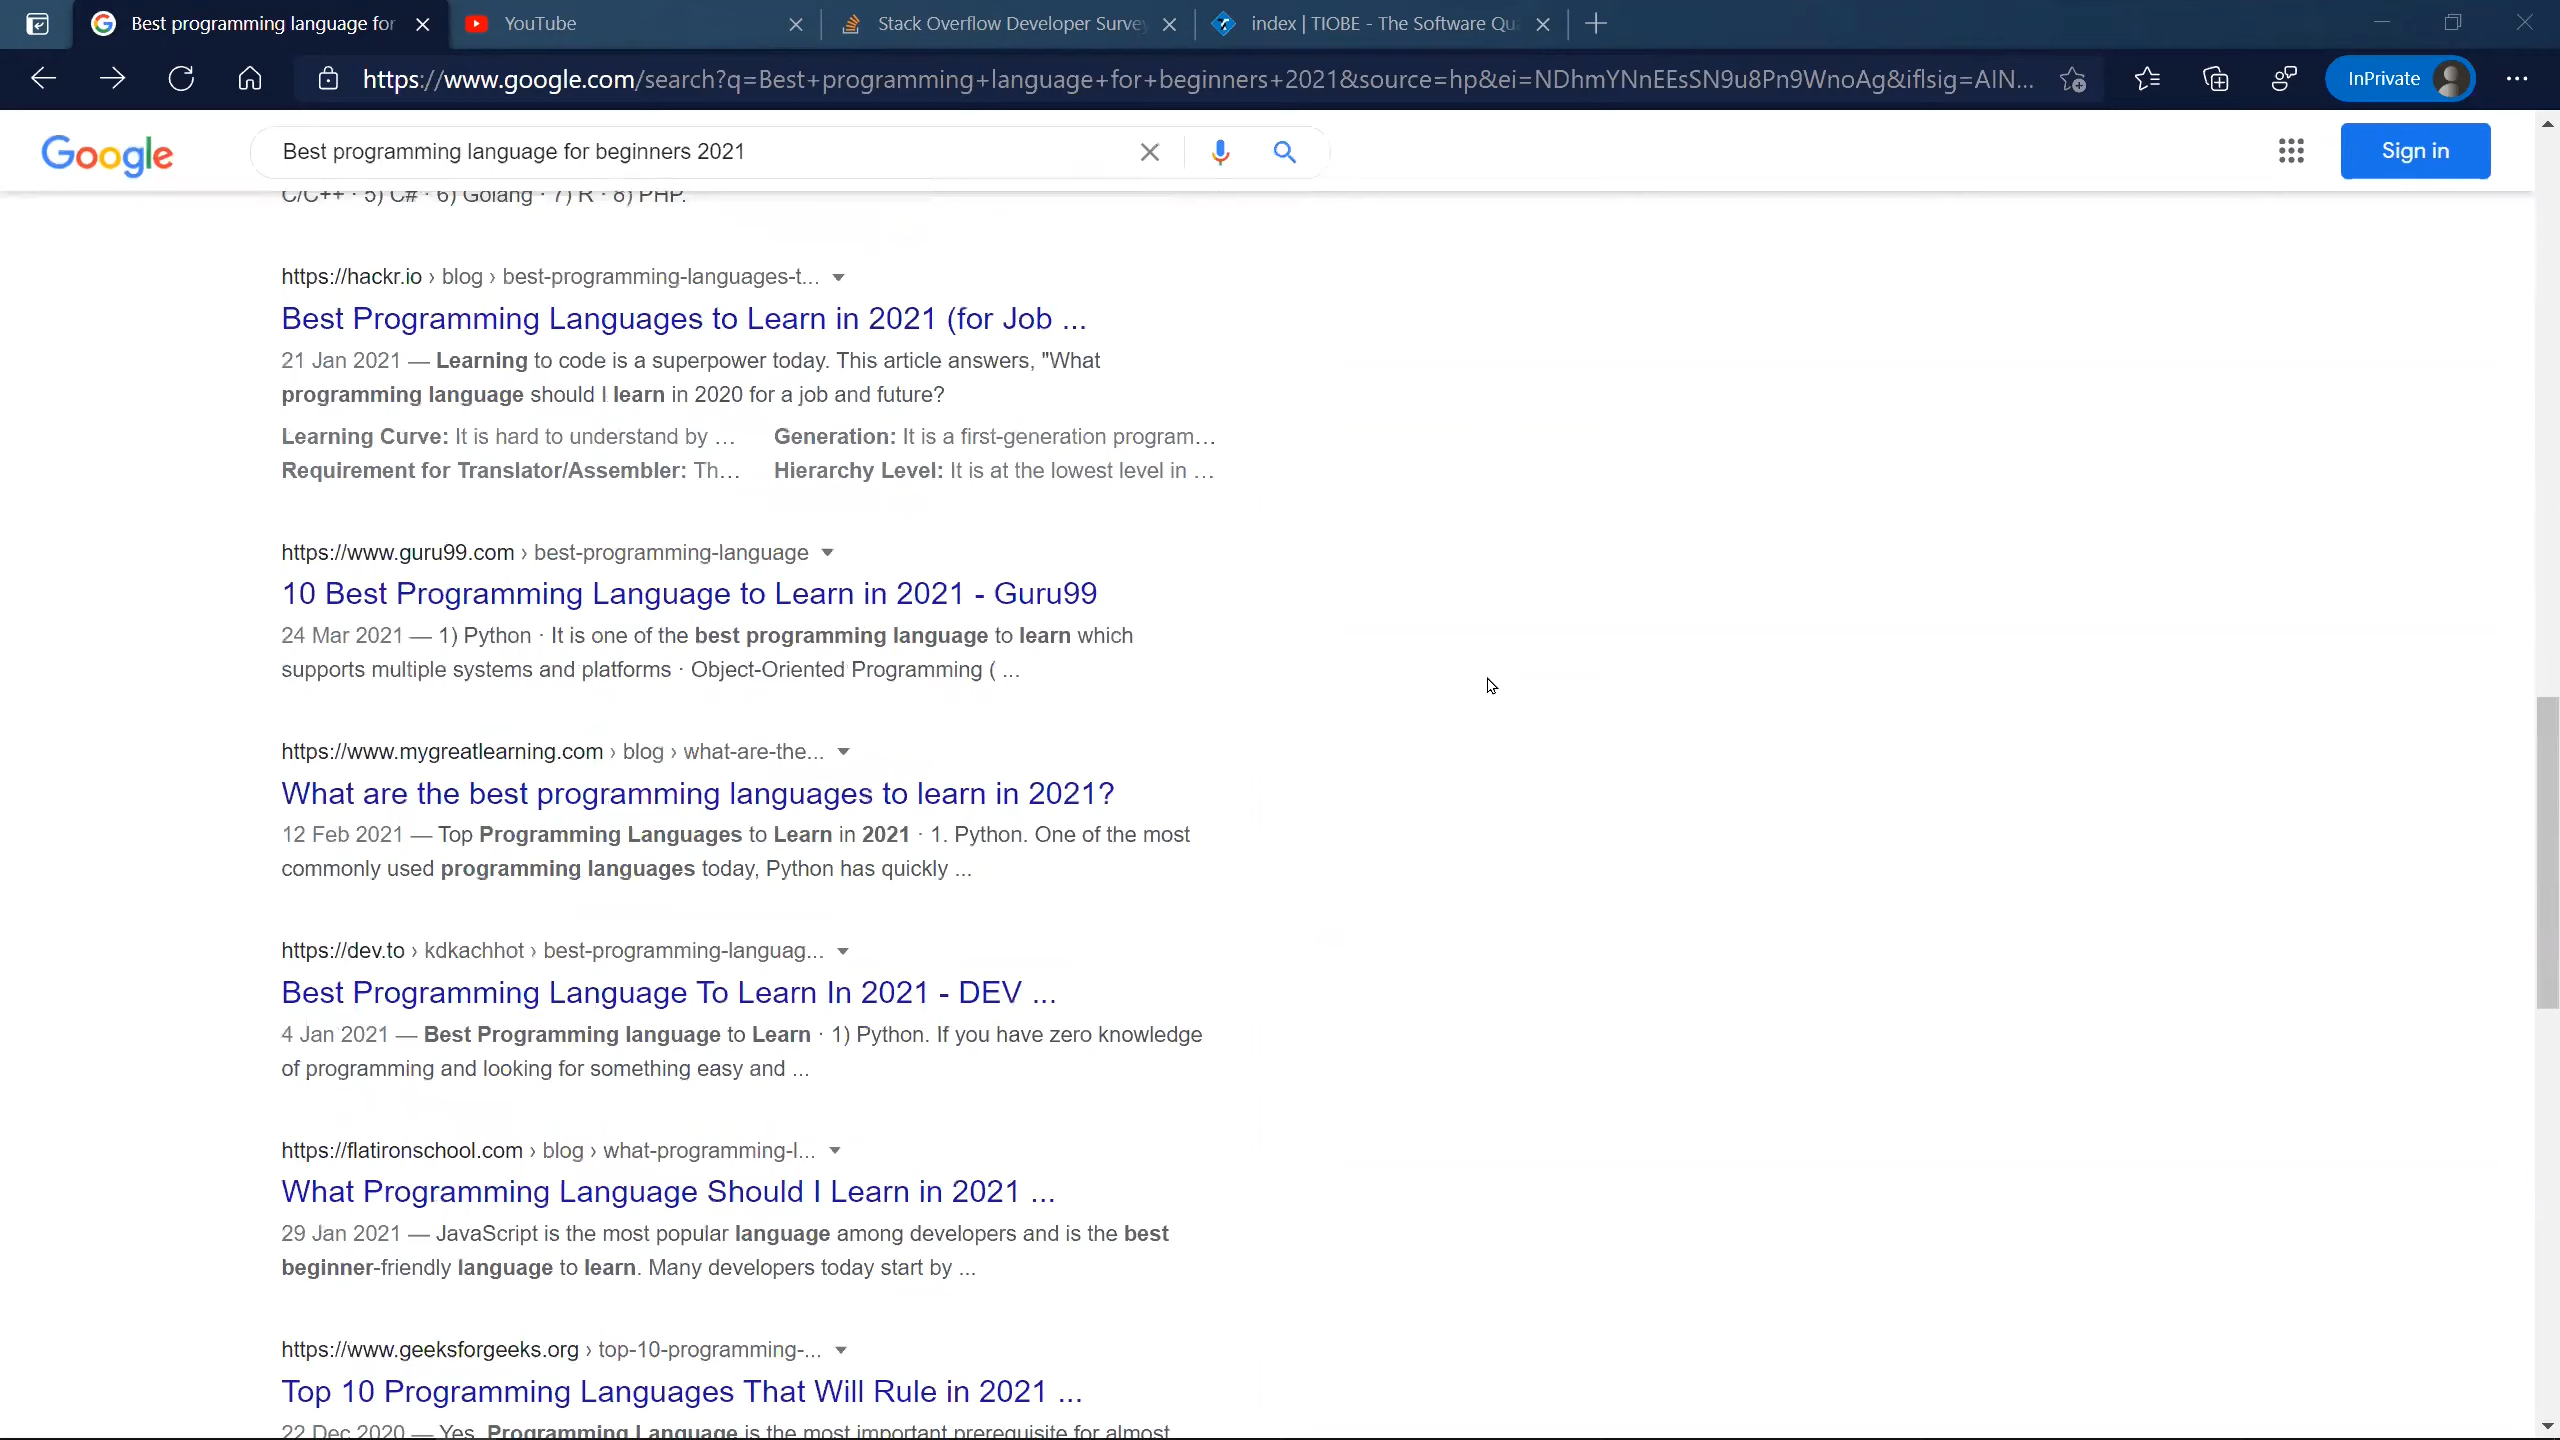 Best programming language for
YouTube
Stack Overflow Developer Surve
index | TIOBE - The Software Qu
https://www.google.com/search?q=Best+programming+language+for+beginners+2021&source=hp&ei=NDhmYNnEEsSN9u8Pn9WnoAg&iflsig=AIN...
InPrivate
Google
Best programming language for beginners 2021
Sign in
C/C++ · 5) C# · 6) Golang · 7) R · 8) PHP.
https://hackr.io › blog › best-programming-languages-t...
Best Programming Languages to Learn in 2021 (for Job ...
21 Jan 2021 — Learning to code is a superpower today. This article answers, "What
programming language should I learn in 2020 for a job and future?
Learning Curve: It is hard to understand by ... Generation: It is a first-generation program...
Requirement for Translator/Assembler: Th... Hierarchy Level: It is at the lowest level in ...
https://www.guru99.com › best-programming-language
10 Best Programming Language to Learn in 2021 - Guru99
24 Mar 2021 — 1) Python · It is one of the best programming language to learn which
supports multiple systems and platforms · Object-Oriented Programming ( ...
https://www.mygreatlearning.com › blog › what-are-the...
What are the best programming languages to learn in 2021?
12 Feb 2021 — Top Programming Languages to Learn in 2021 · 1. Python. One of the most
commonly used programming languages today, Python has quickly ...
https://dev.to › kdkachhot › best-programming-languag...
Best Programming Language To Learn In 2021 - DEV ...
4 Jan 2021 — Best Programming language to Learn · 1) Python. If you have zero knowledge
of programming and looking for something easy and ...
https://flatironschool.com › blog › what-programming-l...
What Programming Language Should I Learn in 2021 ...
29 Jan 2021 — JavaScript is the most popular language among developers and is the best
beginner-friendly language to learn. Many developers today start by ...
https://www.geeksforgeeks.org › top-10-programming-...
Top 10 Programming Languages That Will Rule in 2021 ...
22 Dec 2020 — Yes, Programming Language is the most important prerequisite for almost